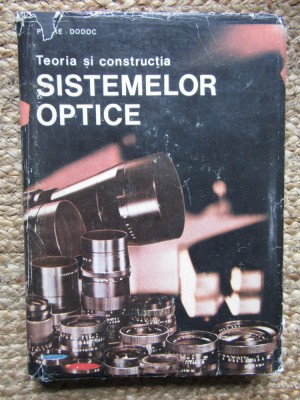 DODOC
Teoria și construcția
SISTEMELOR
OPTICE